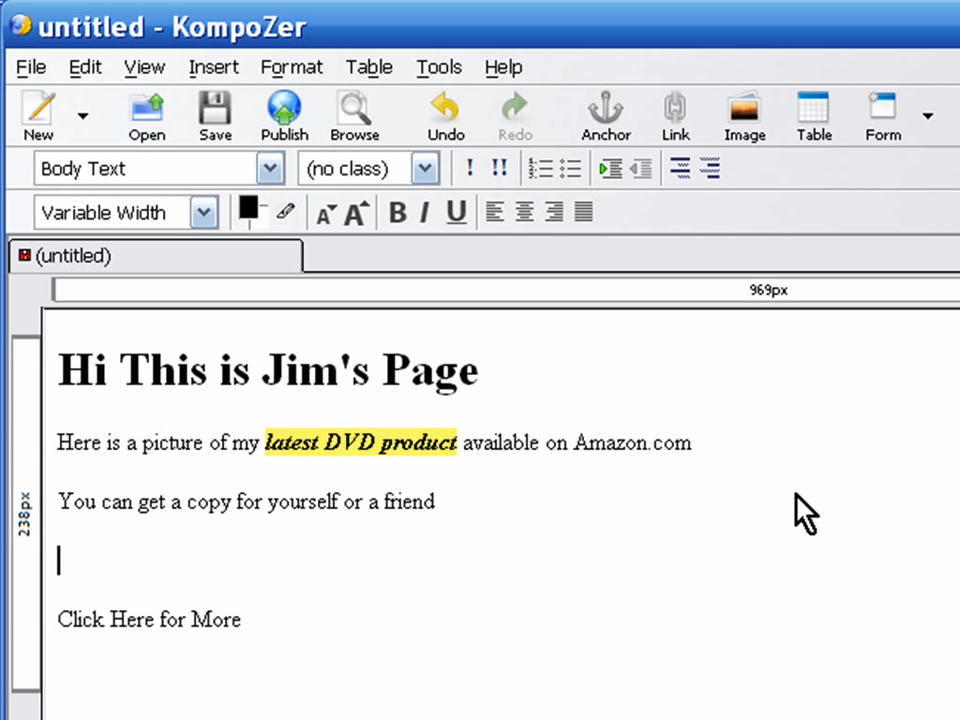 untitled - KompoZer
File Edit View Insert Format Table Tools Help
New Open Save Publish Browse Undo Redo Anchor Link Image Table Form
Body Text (no class) ! !!
Variable Width A A B I U
(untitled)
969px
238px
Hi This is Jim's Page
Here is a picture of my latest DVD product available on Amazon.com
You can get a copy for yourself or a friend
Click Here for More